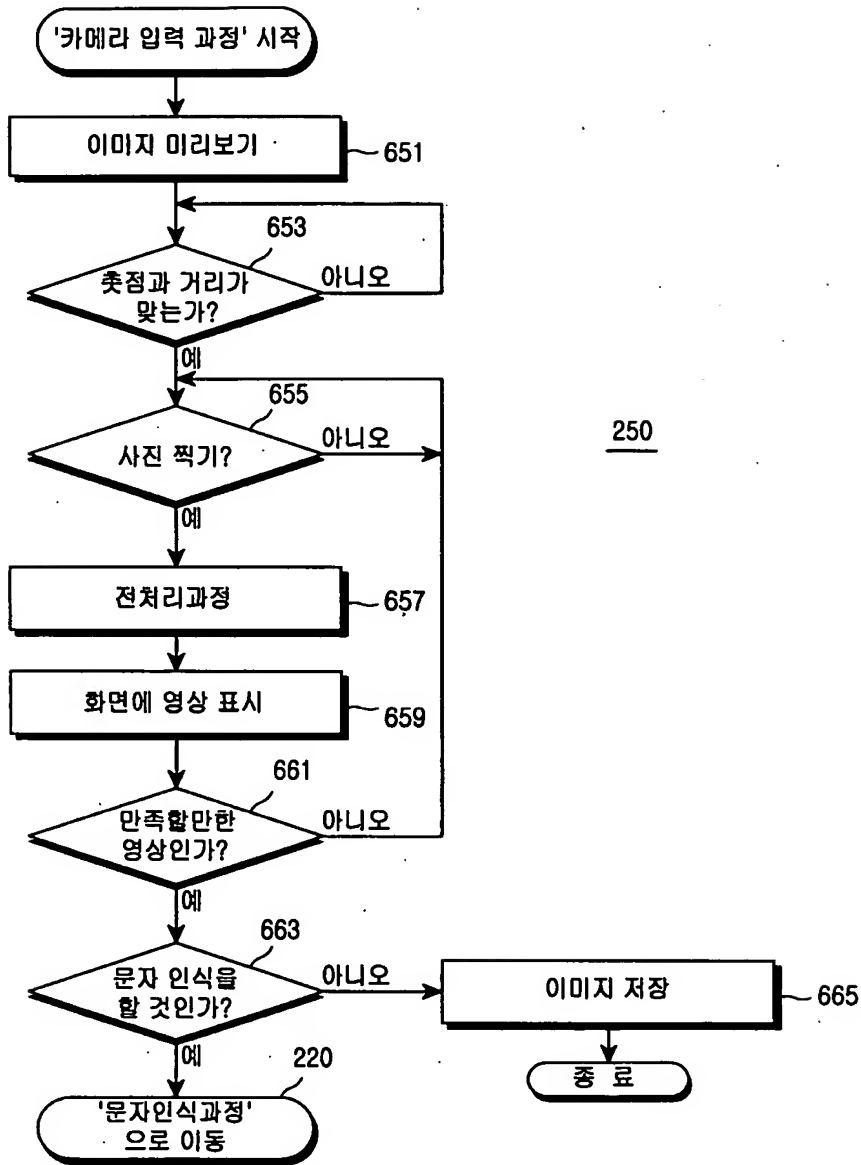 '카메라 입력 과정' 시작
이미지 미리보기
651
653
촛점과 거리가
맞는가?
아니오
예
655
사진 찍기?
아니오
250
예
전처리과정
657
화면에 영상 표시
659
661
만족할만한
영상인가?
아니오
예
663
문자 인식을
할 것인가?
아니오
이미지 저장
665
예
220
종 료
'문자인식과정'
으로 이동